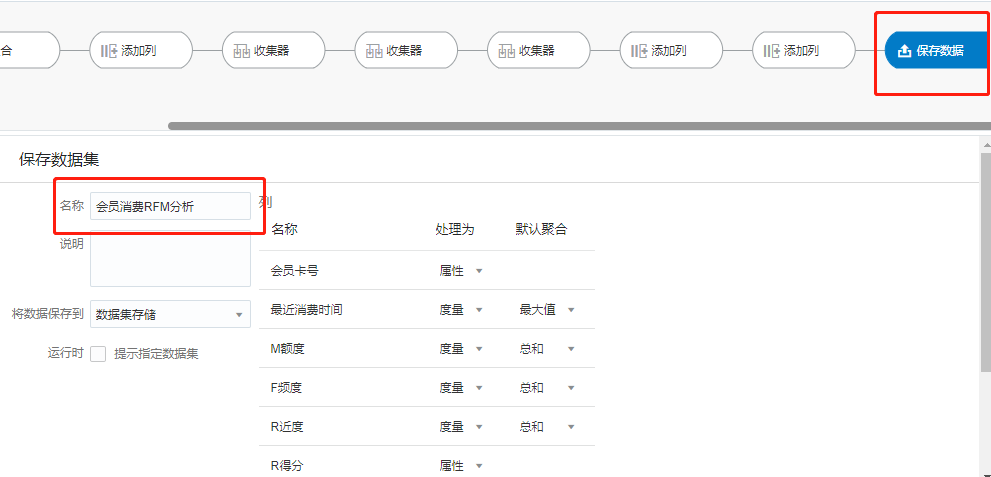 合 添加列 收集器 收集器 收集器 添加列 添加列 保存数据
保存数据集
名称 会员消费RFM分析
列
名称 处理为 默认聚合
说明
会员卡号 属性
最近消费时间 度量 最大值
将数据保存到 数据集存储
M额度 度量 总和
运行时 提示指定数据集
F频度 度量 总和
R近度 度量 总和
R得分 属性